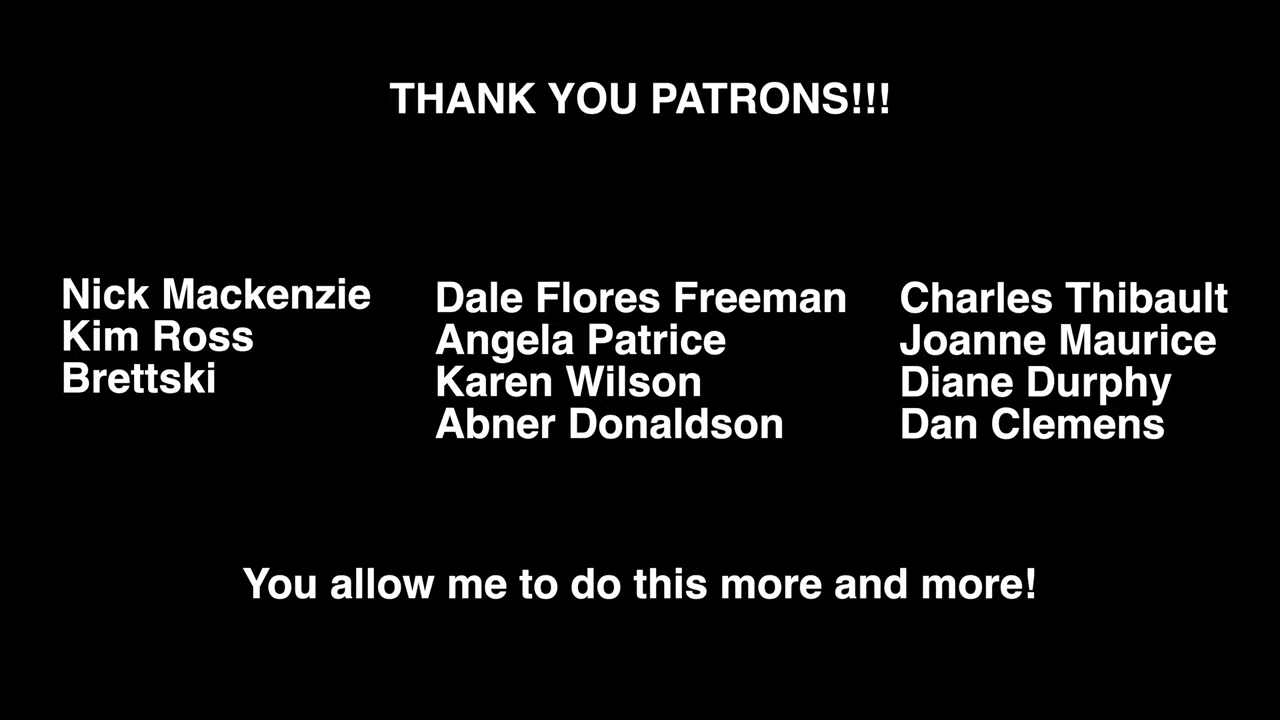 THANK YOU PATRONS!!!
Nick Mackenzie
Kim Ross
Brettski
Dale Flores Freeman
Angela Patrice
Karen Wilson
Abner Donaldson
Charles Thibault
Joanne Maurice
Diane Durphy
Dan Clemens
You allow me to do this more and more!